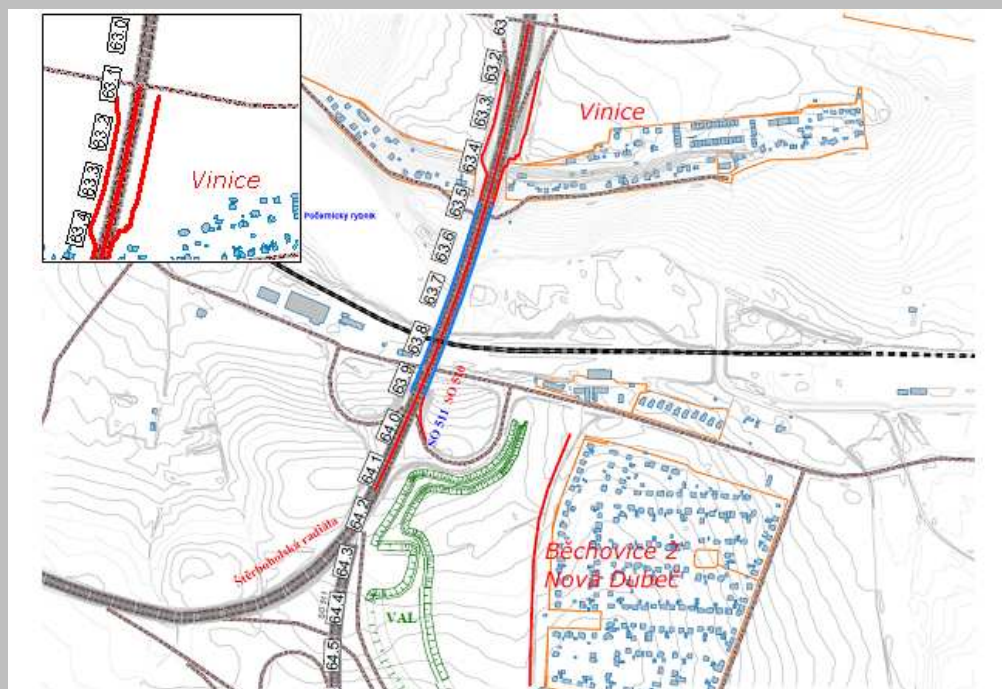 63.0
63.1
63.2
63.3
63.4
Vinice
63
63.2
63.3
63.4
63.5
63.6
63.7
63.8
63.9
64.0
64.1
64.2
64.3
64.4
64.5
Vinice
Počernický rybník
SO 510
SO 511
Štěrboholská radiála
VAL
Běchovice 2
Nová Dubeč